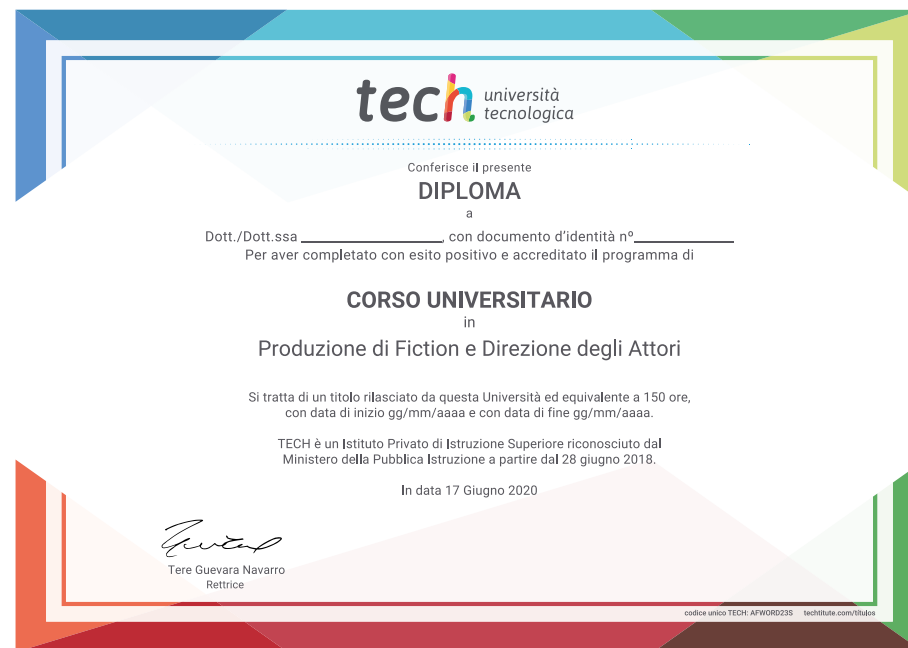 tech università
tecnologica
Conferisce il presente
DIPLOMA
a
Dott./Dott.ssa ____________________, con documento d'identità nº______________
Per aver completato con esito positivo e accreditato il programma di
CORSO UNIVERSITARIO
in
Produzione di Fiction e Direzione degli Attori
Si tratta di un titolo rilasciato da questa Università ed equivalente a 150 ore,
con data di inizio gg/mm/aaaa e con data di fine gg/mm/aaaa.
TECH è un Istituto Privato di Istruzione Superiore riconosciuto dal
Ministero della Pubblica Istruzione a partire dal 28 giugno 2018.
In data 17 Giugno 2020
Tere Guevara Navarro
Rettrice
codice unico TECH: AFWORD23S techtitute.com/titulos